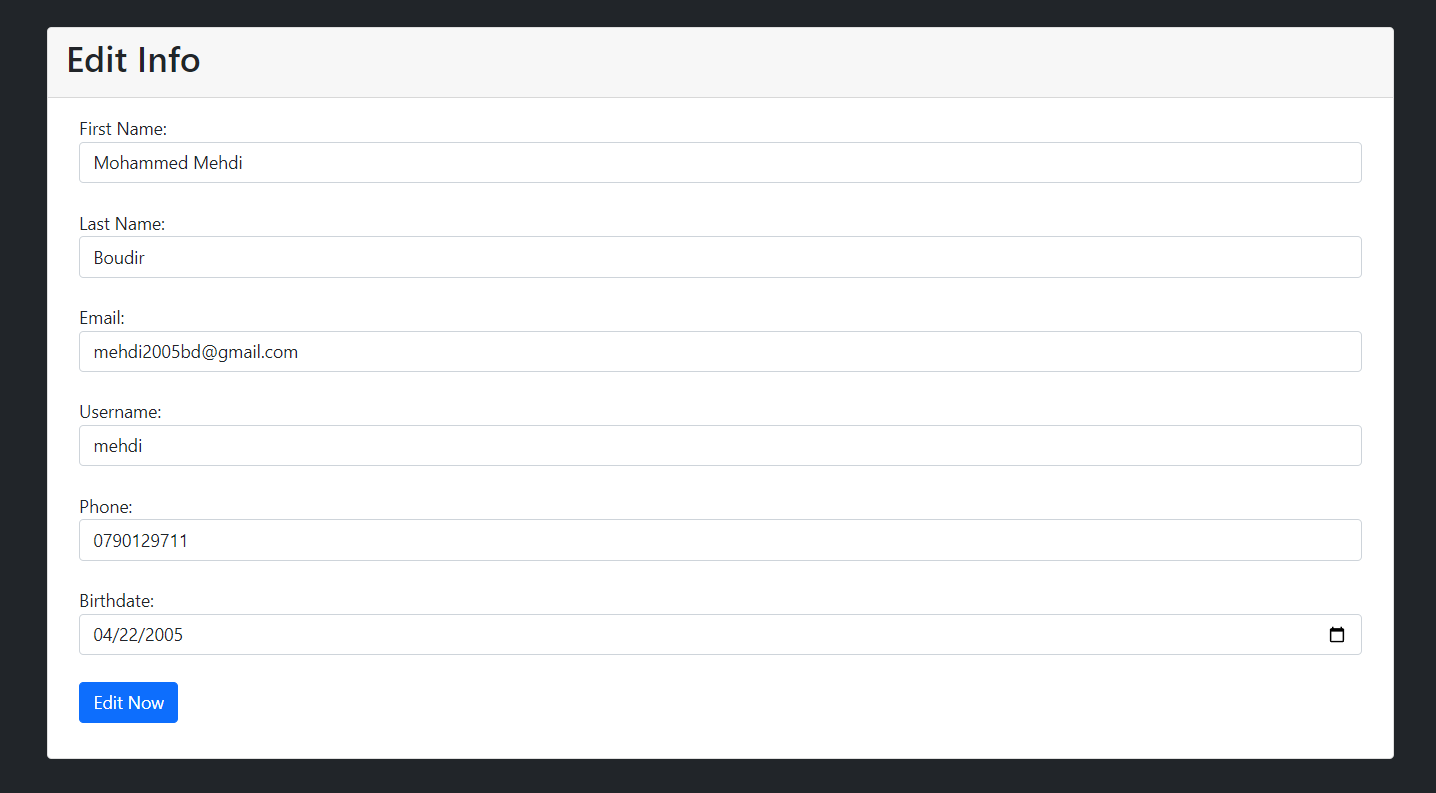 Edit Info
First Name:
Mohammed Mehdi
Last Name:
Boudir
Email:
mehdi2005bd@gmail.com
Username:
mehdi
Phone:
0790129711
Birthdate:
04/22/2005
Edit Now